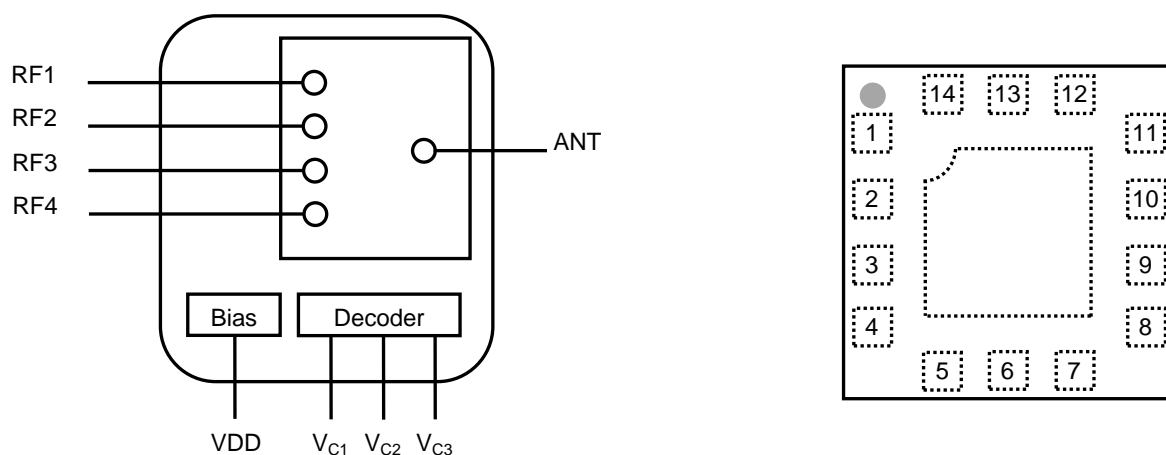 RF1
RF2
RF3
RF4
ANT
Bias
Decoder
VDD
VC1
VC2
VC3
14
13
12
1
11
2
10
3
9
4
8
5
6
7